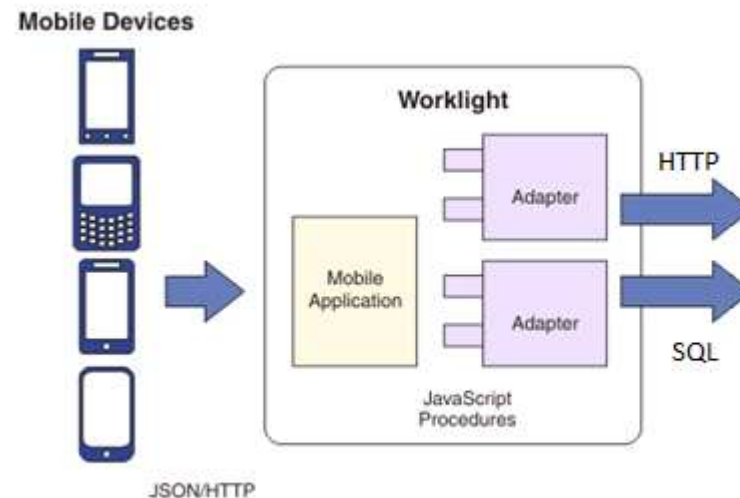 Mobile Devices
Worklight
HTTP
Adapter
Mobile
Application
Adapter
SQL
JavaScript
Procedures
JSON/HTTP